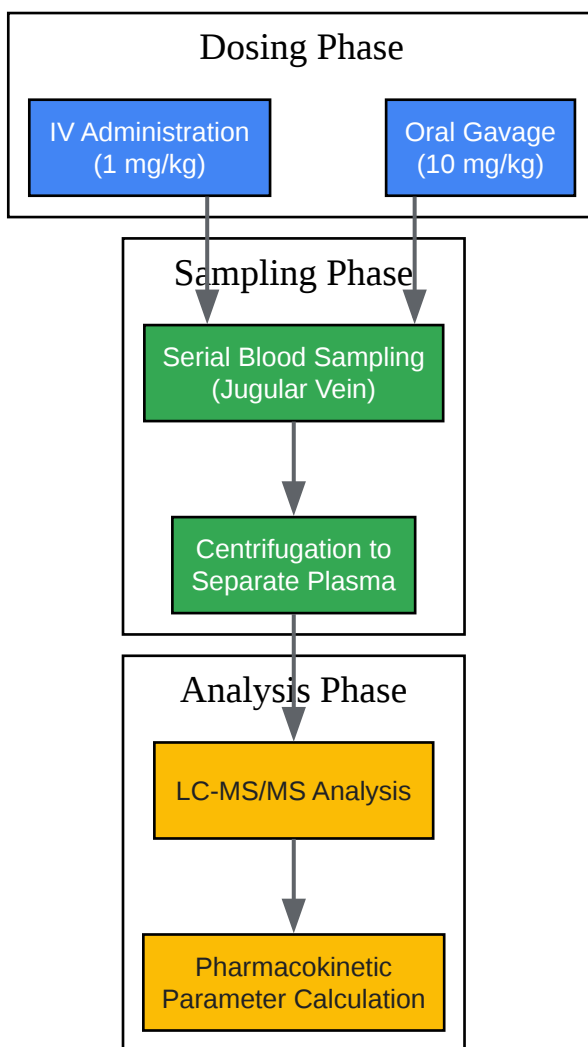 Dosing Phase
IV Administration
(1 mg/kg)
Oral Gavage
(10 mg/kg)
Sampling Phase
Serial Blood Sampling
(Jugular Vein)
Centrifugation to
Separate Plasma
Analysis Phase
LC-MS/MS Analysis
Pharmacokinetic
Parameter Calculation